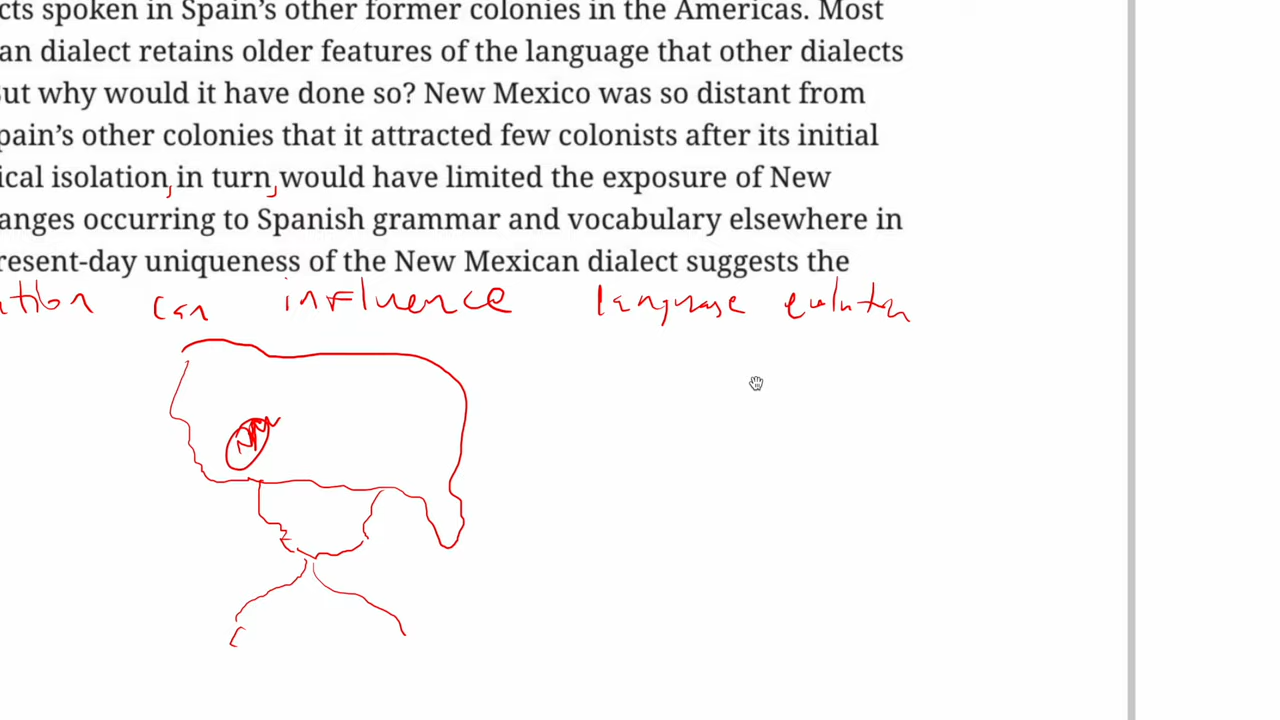 cts spoken in Spain's other former colonies in the Americas. Most
an dialect retains older features of the language that other dialects
ut why would it have done so? New Mexico was so distant from
pain's other colonies that it attracted few colonists after its initial
ical isolation, in turn, would have limited the exposure of New
anges occurring to Spanish grammar and vocabulary elsewhere in
resent-day uniqueness of the New Mexican dialect suggests the
ation can influence language evolution
NM